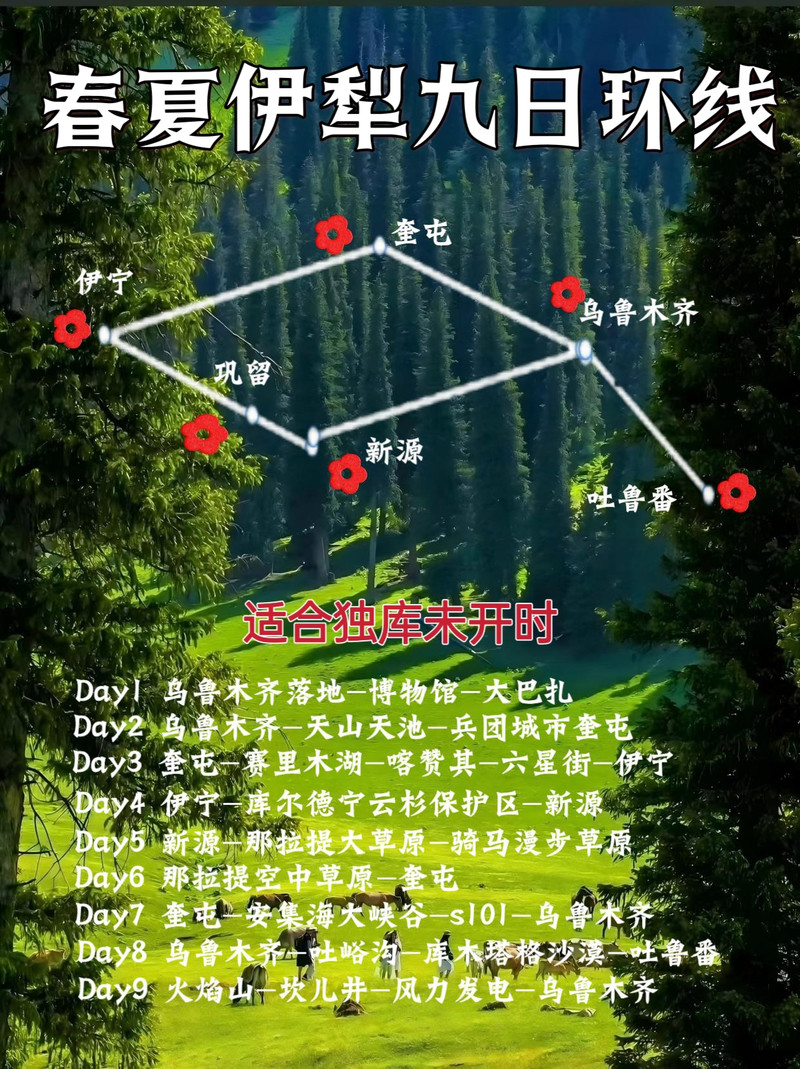 春夏伊犁九日环线
奎屯
伊宁
乌鲁木齐
巩留
新源
吐鲁番
适合独库未开时
Day1 乌鲁木齐落地-博物馆-大巴扎
Day2 乌鲁木齐-天山天池-兵团城市奎屯
Day3 奎屯-赛里木湖-喀赞其-六星街-伊宁
Day4 伊宁-库尔德宁云杉保护区-新源
Day5 新源-那拉提大草原-骑马漫步草原
Day6 那拉提空中草原-奎屯
Day7 奎屯-安集海大峡谷-s101-乌鲁木齐
Day8 乌鲁木齐-吐峪沟-库木塔格沙漠-吐鲁番
Day9 火焰山-坎儿井-风力发电-乌鲁木齐